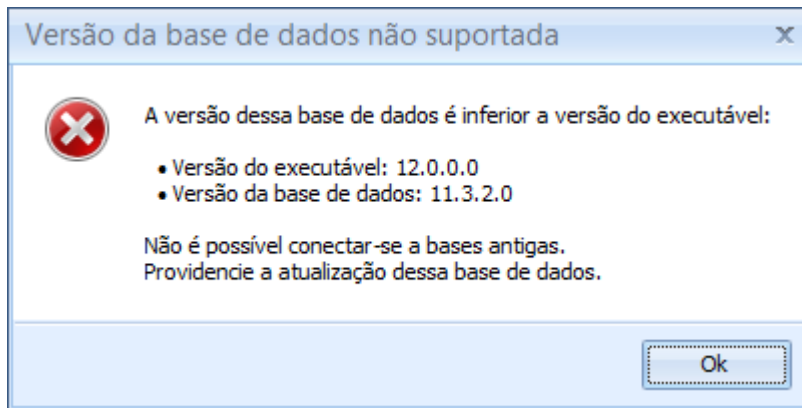 Versão da base de dados não suportada
A versão dessa base de dados é inferior a versão do executável:
• Versão do executável: 12.0.0.0
• Versão da base de dados: 11.3.2.0
Não é possível conectar-se a bases antigas.
Providencie a atualização dessa base de dados.
Ok